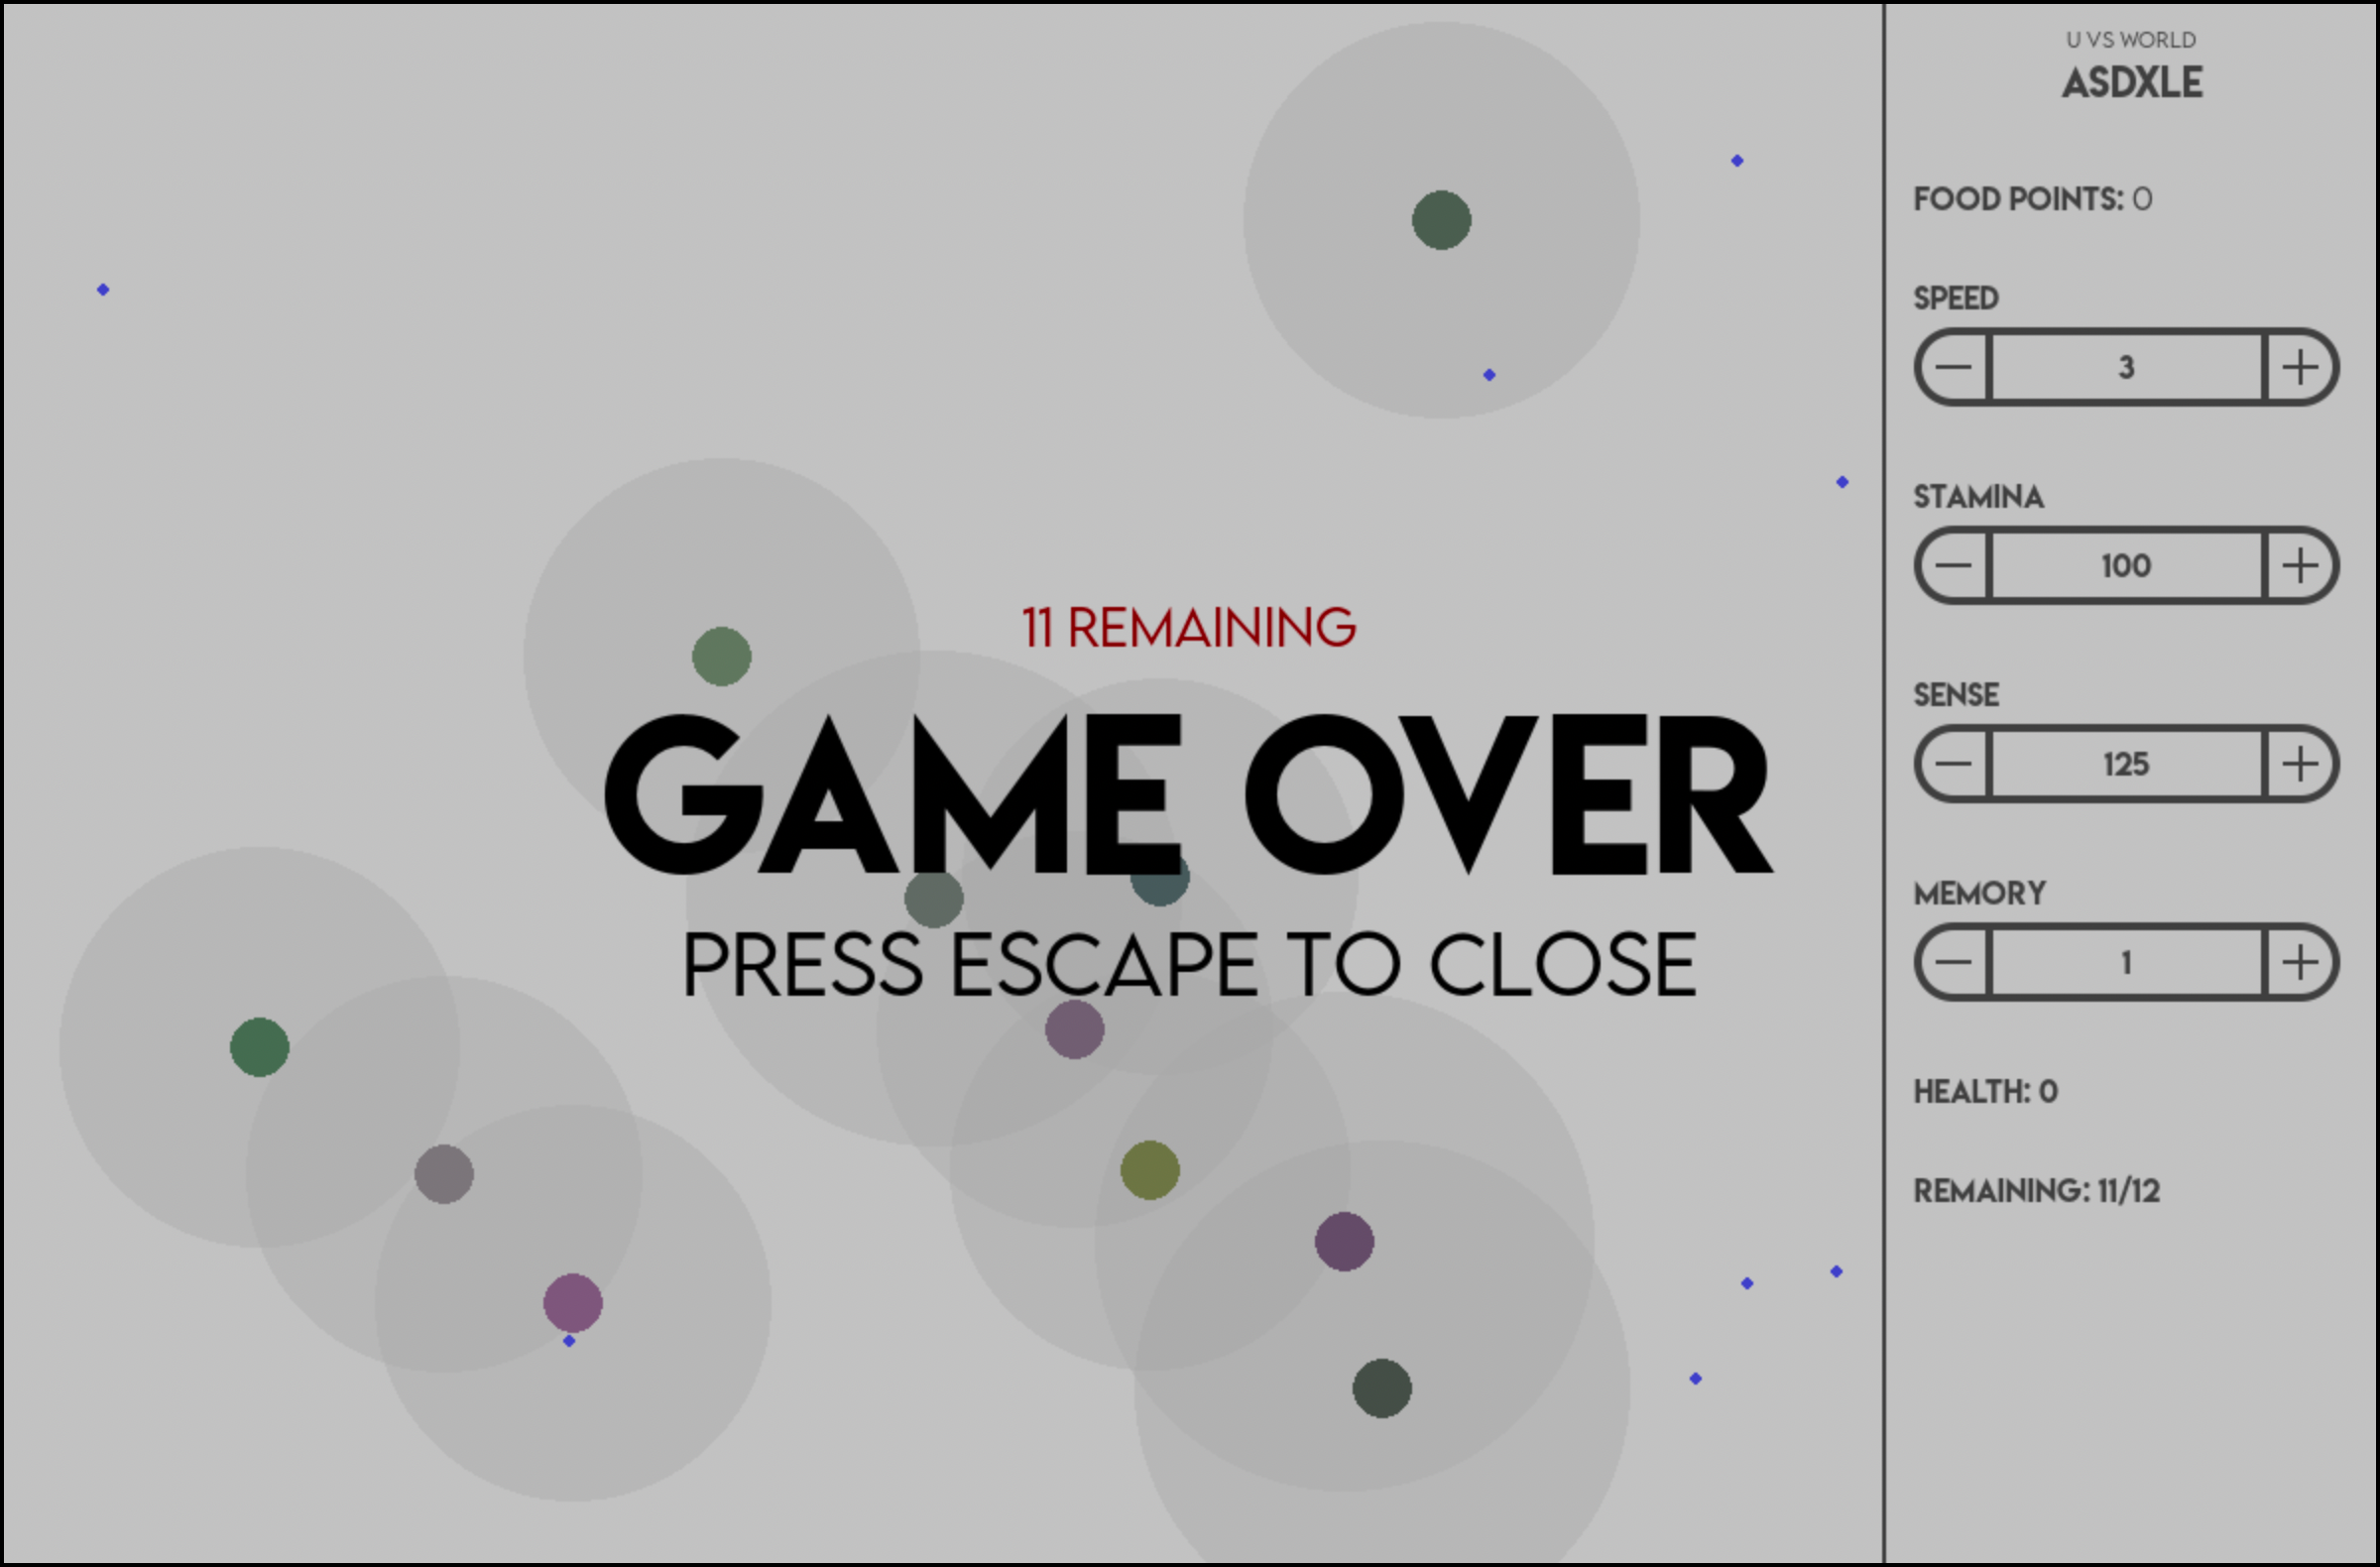 11 REMAINING
GAME OVER
PRESS ESCAPE TO CLOSE
U VS WORLD
ASDXLE
FOOD POINTS: 0
SPEED
3
STAMINA
100
SENSE
125
MEMORY
1
HEALTH: 0
REMAINING: 11/12